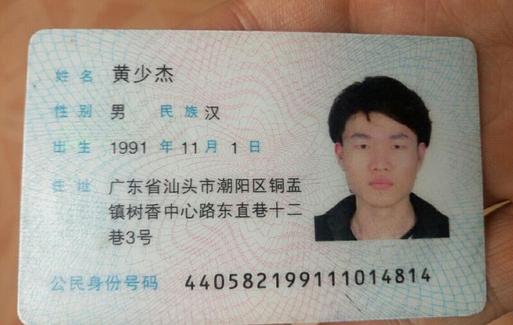 姓名 黄少杰
性别 男 民族 汉
出生 1991 年 11 月 1 日
住址 广东省汕头市潮阳区铜盂
镇树香中心路东直巷十二
巷3号
公民身份号码 440582199111014814